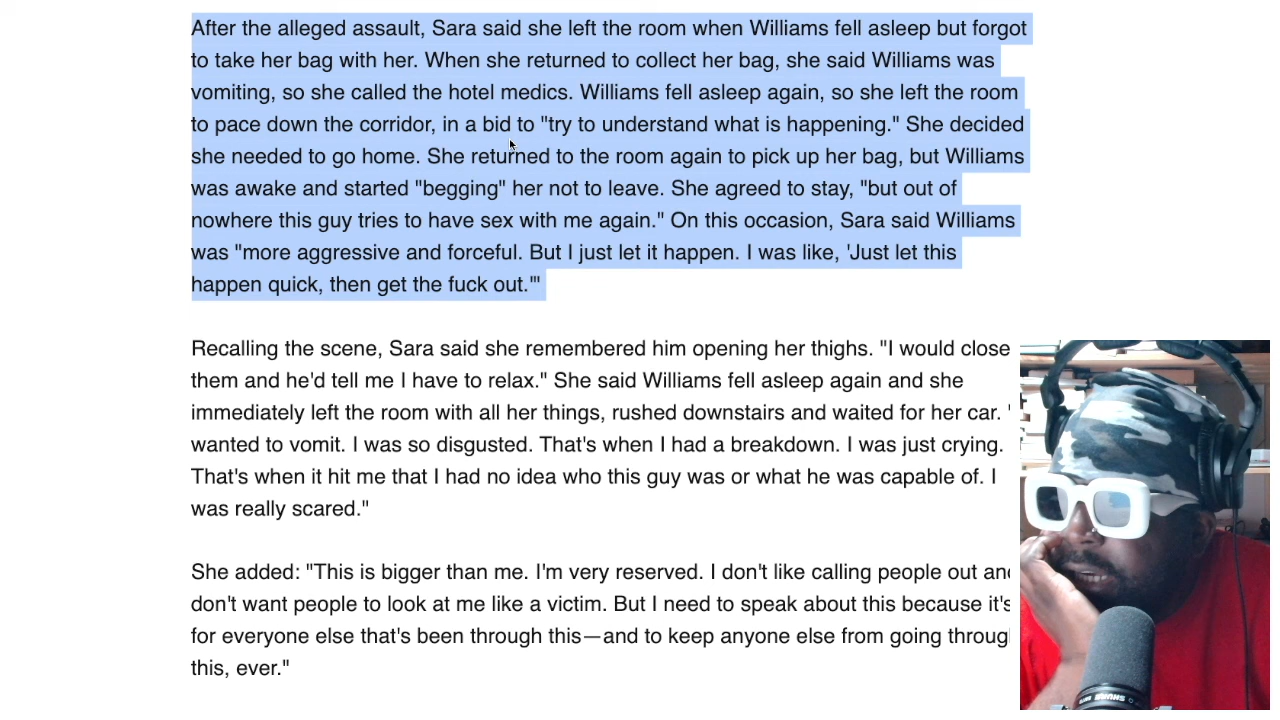 After the alleged assault, Sara said she left the room when Williams fell asleep but forgot
to take her bag with her. When she returned to collect her bag, she said Williams was
vomiting, so she called the hotel medics. Williams fell asleep again, so she left the room
to pace down the corridor, in a bid to "try to understand what is happening." She decided
she needed to go home. She returned to the room again to pick up her bag, but Williams
was awake and started "begging" her not to leave. She agreed to stay, "but out of
nowhere this guy tries to have sex with me again." On this occasion, Sara said Williams
was "more aggressive and forceful. But I just let it happen. I was like, 'Just let this
happen quick, then get the fuck out.'"
Recalling the scene, Sara said she remembered him opening her thighs. "I would close
them and he'd tell me I have to relax." She said Williams fell asleep again and she
immediately left the room with all her things, rushed downstairs and waited for her car. "
wanted to vomit. I was so disgusted. That's when I had a breakdown. I was just crying.
That's when it hit me that I had no idea who this guy was or what he was capable of. I
was really scared."
She added: "This is bigger than me. I'm very reserved. I don't like calling people out and
don't want people to look at me like a victim. But I need to speak about this because it's
for everyone else that's been through this—and to keep anyone else from going through
this, ever."
SHURE